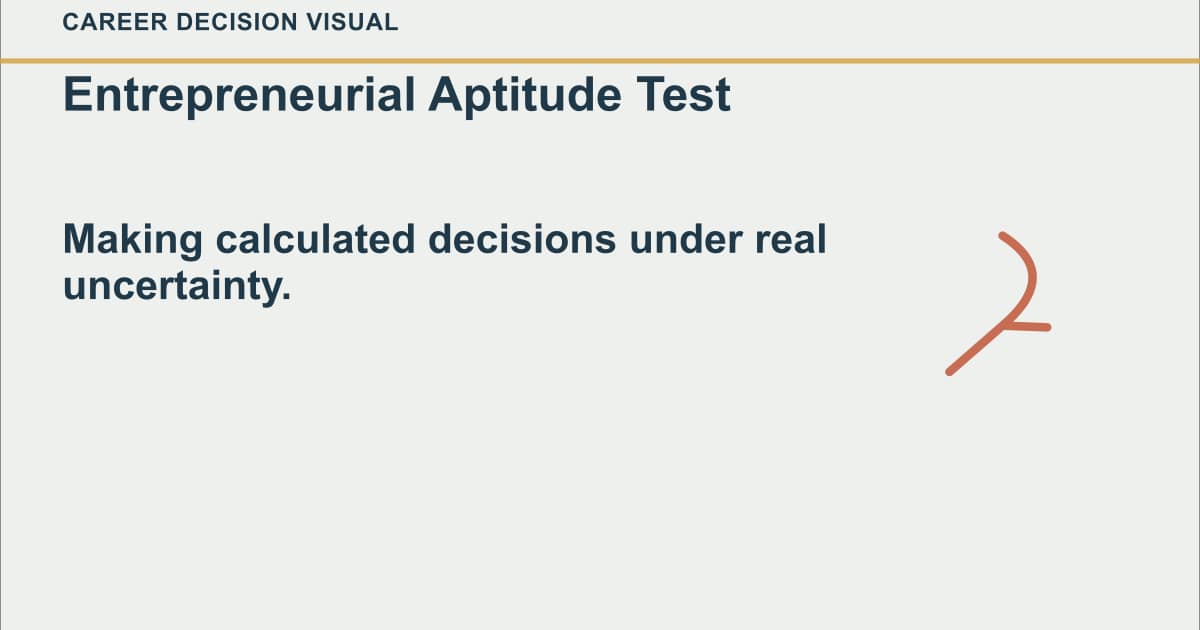 CAREER DECISION VISUAL
Entrepreneurial Aptitude Test
Making calculated decisions under real
uncertainty.